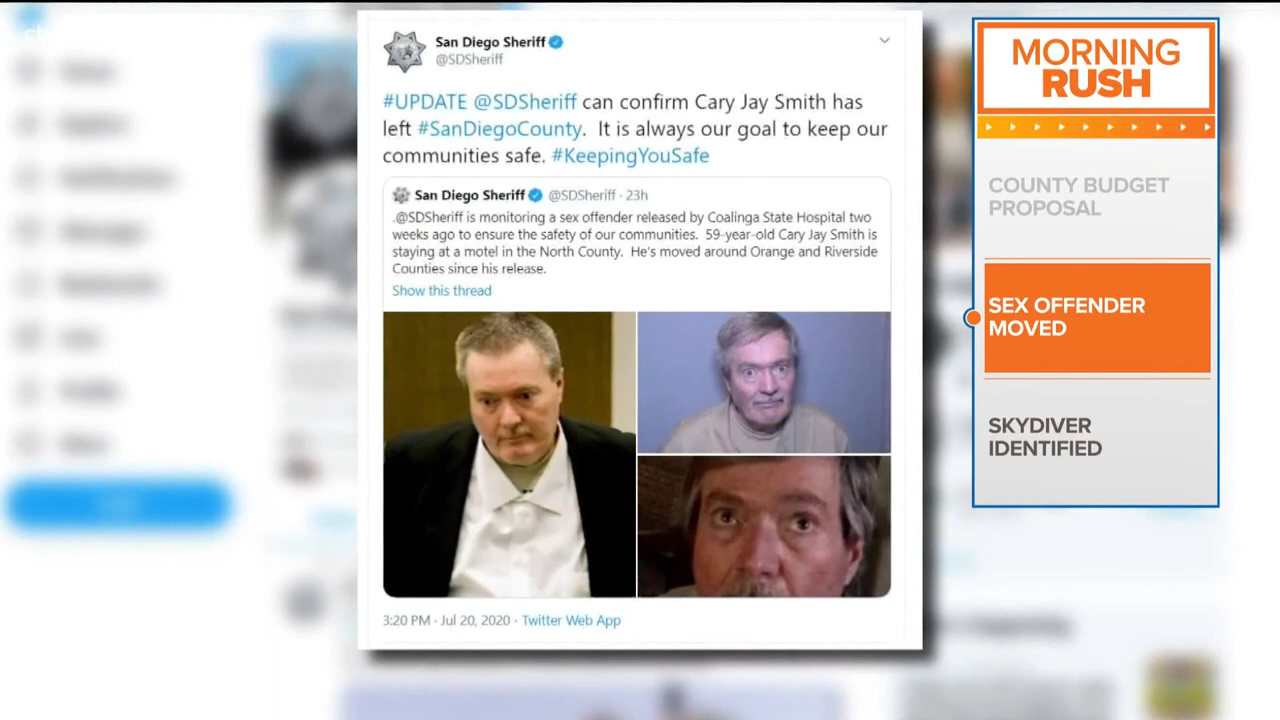 San Diego Sheriff
@SDSheriff
#UPDATE @SDSheriff can confirm Cary Jay Smith has
left #SanDiegoCounty. It is always our goal to keep our
communities safe. #KeepingYouSafe
San Diego Sheriff @SDSheriff · 23h
.@SDSheriff is monitoring a sex offender released by Coalinga State Hospital two
weeks ago to ensure the safety of our communities. 59-year-old Cary Jay Smith is
staying at a motel in the North County. He's moved around Orange and Riverside
Counties since his release.
Show this thread
3:20 PM · Jul 20, 2020 · Twitter Web App
MORNING
RUSH
COUNTY BUDGET
PROPOSAL
SEX OFFENDER
MOVED
SKYDIVER
IDENTIFIED